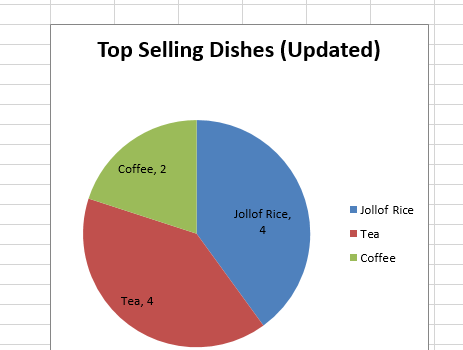 Top Selling Dishes (Updated)
Coffee, 2
Jollof Rice,
4
Tea, 4
Jollof Rice
Tea
Coffee